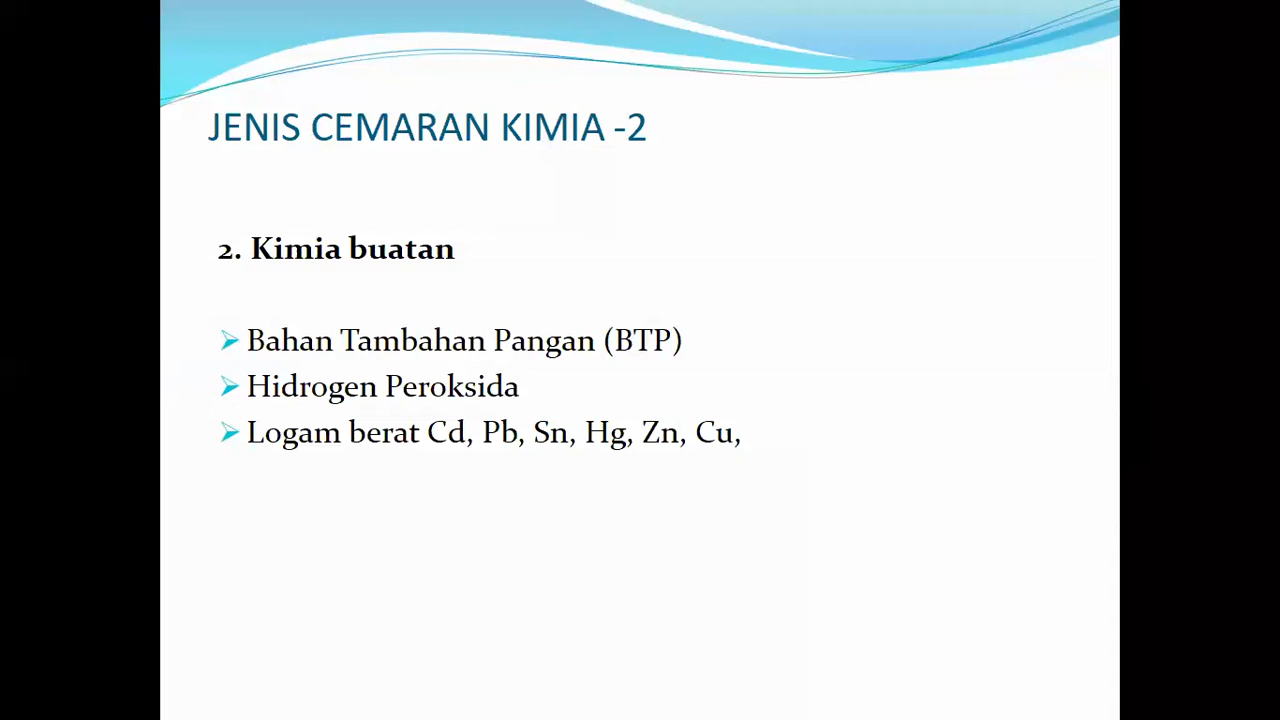 JENIS CEMARAN KIMIA -2
2. Kimia buatan
Bahan Tambahan Pangan (BTP)
Hidrogen Peroksida
Logam berat Cd, Pb, Sn, Hg, Zn, Cu,